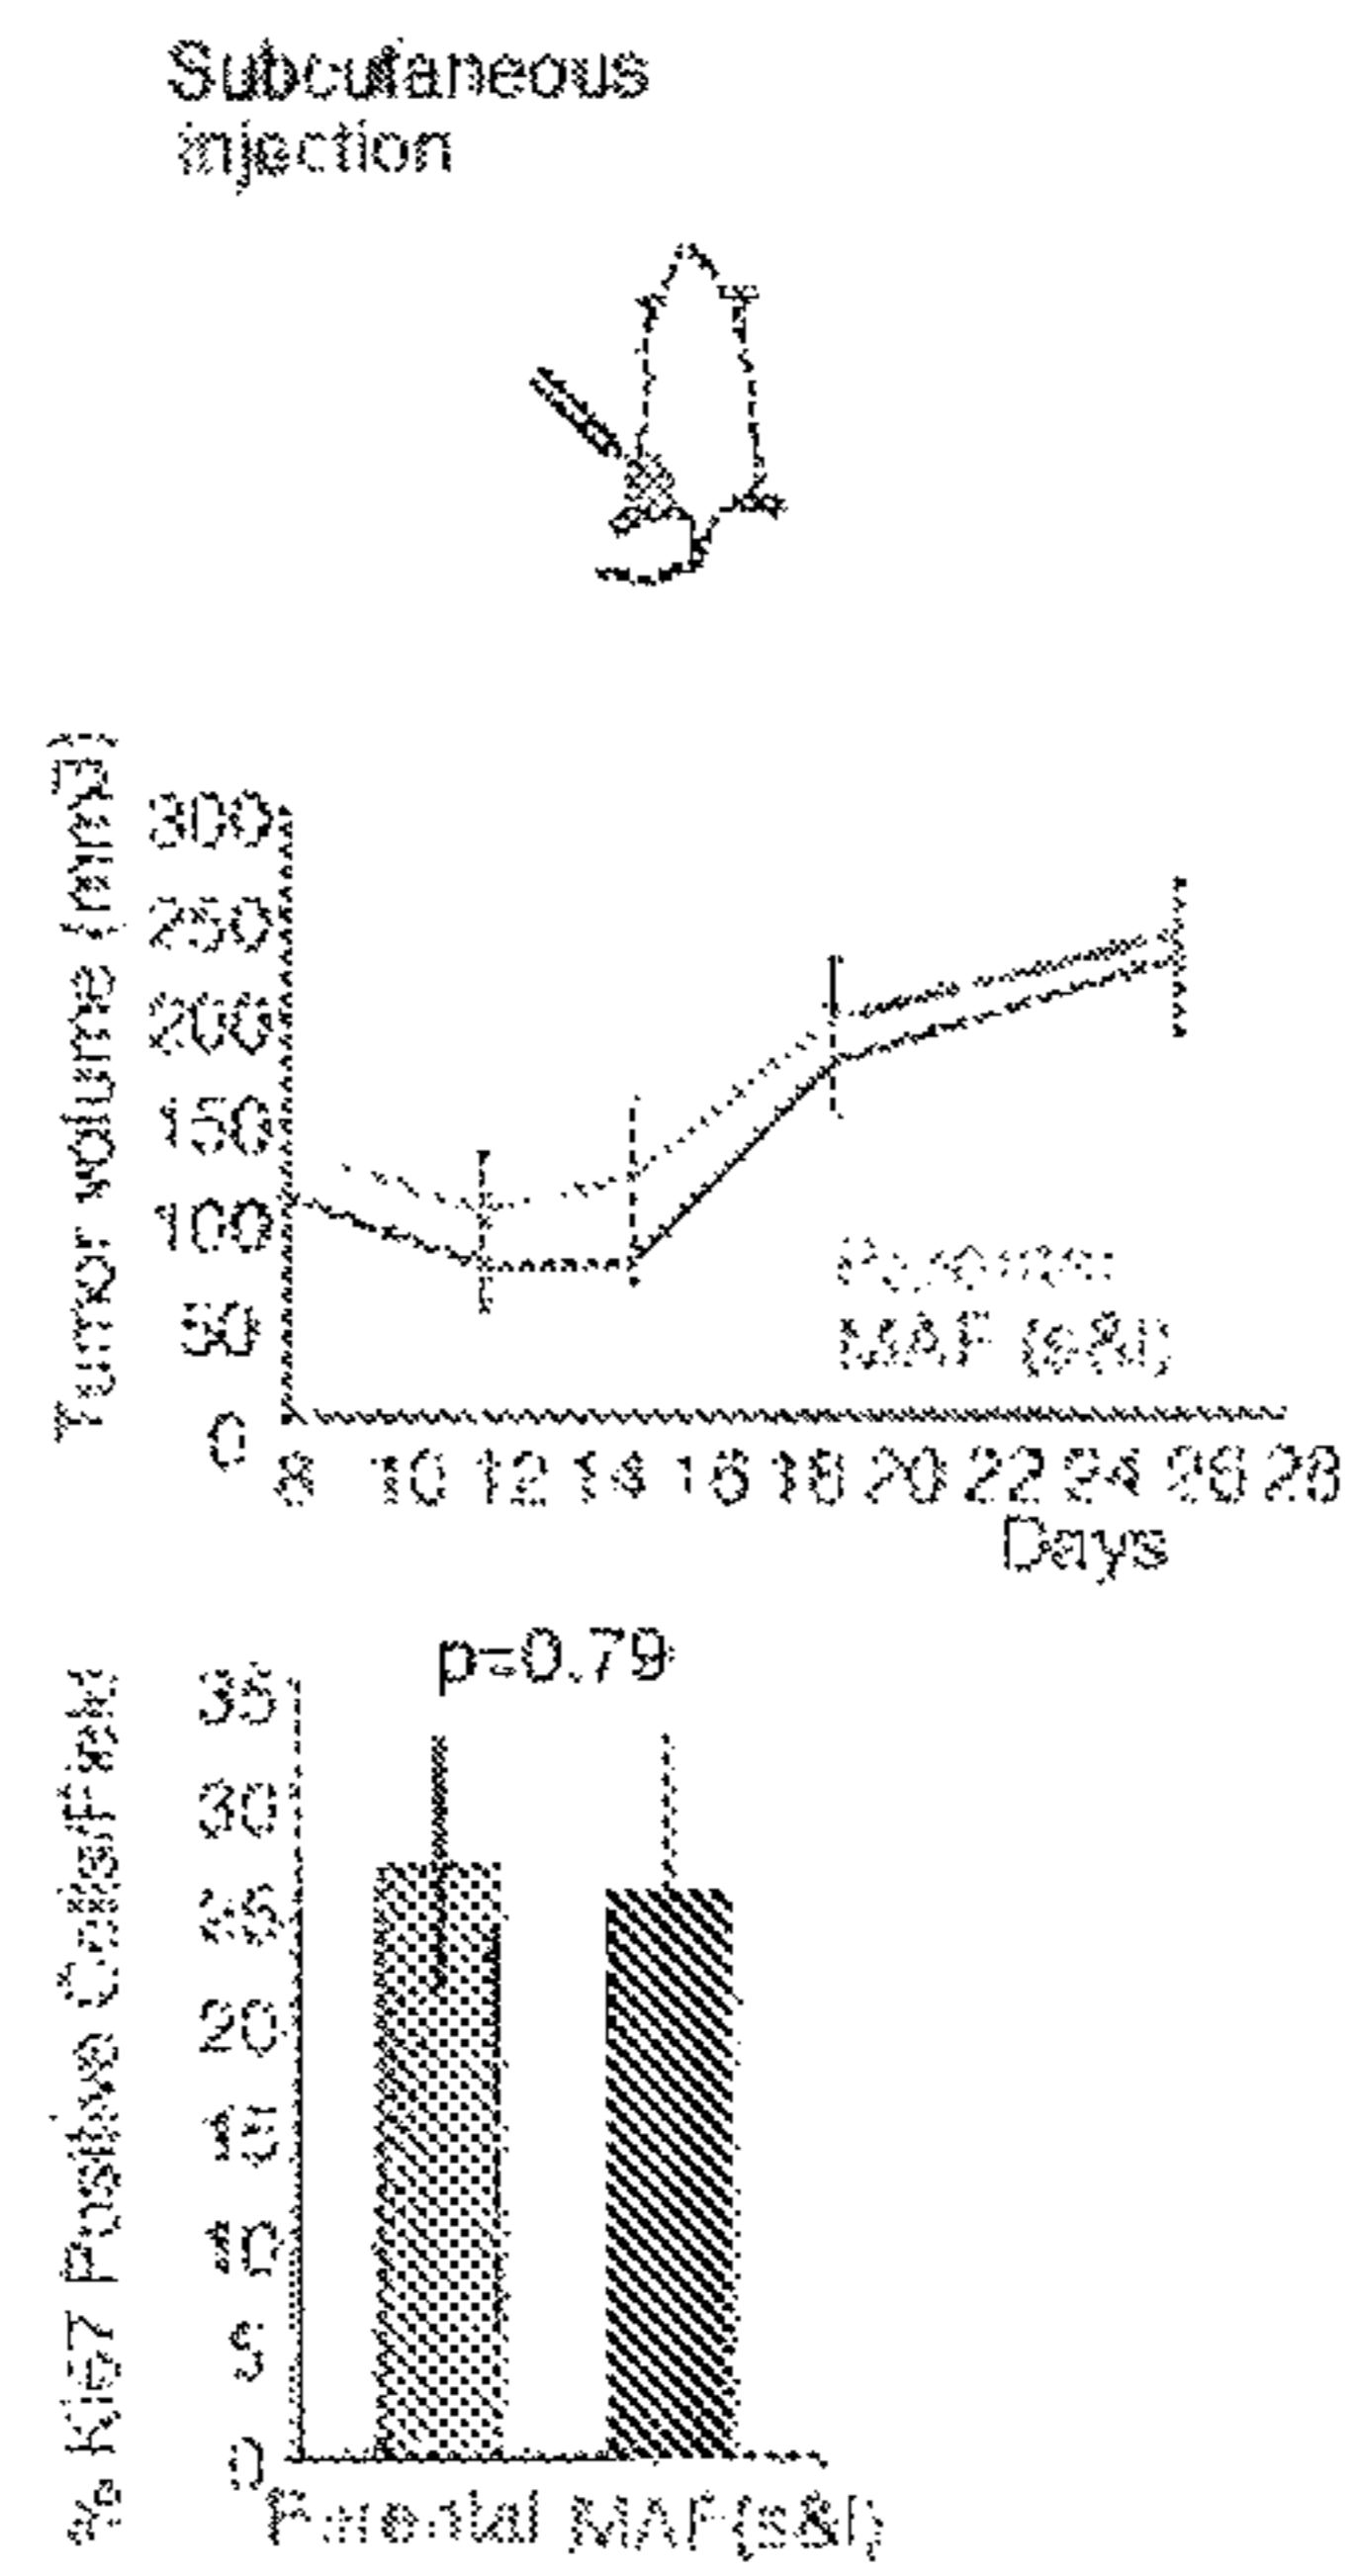 Subcutaneous
injection
Tumor volume (mm3)
300
250
200
150
100
50
0
8 10 12 14 16 18 20 22 24 26 28
Days
Parental
MAF (s&l)
p=0.79
% Ki67 Positive Cells/Field
35
30
25
20
15
10
5
0
Parental MAF(s&l)